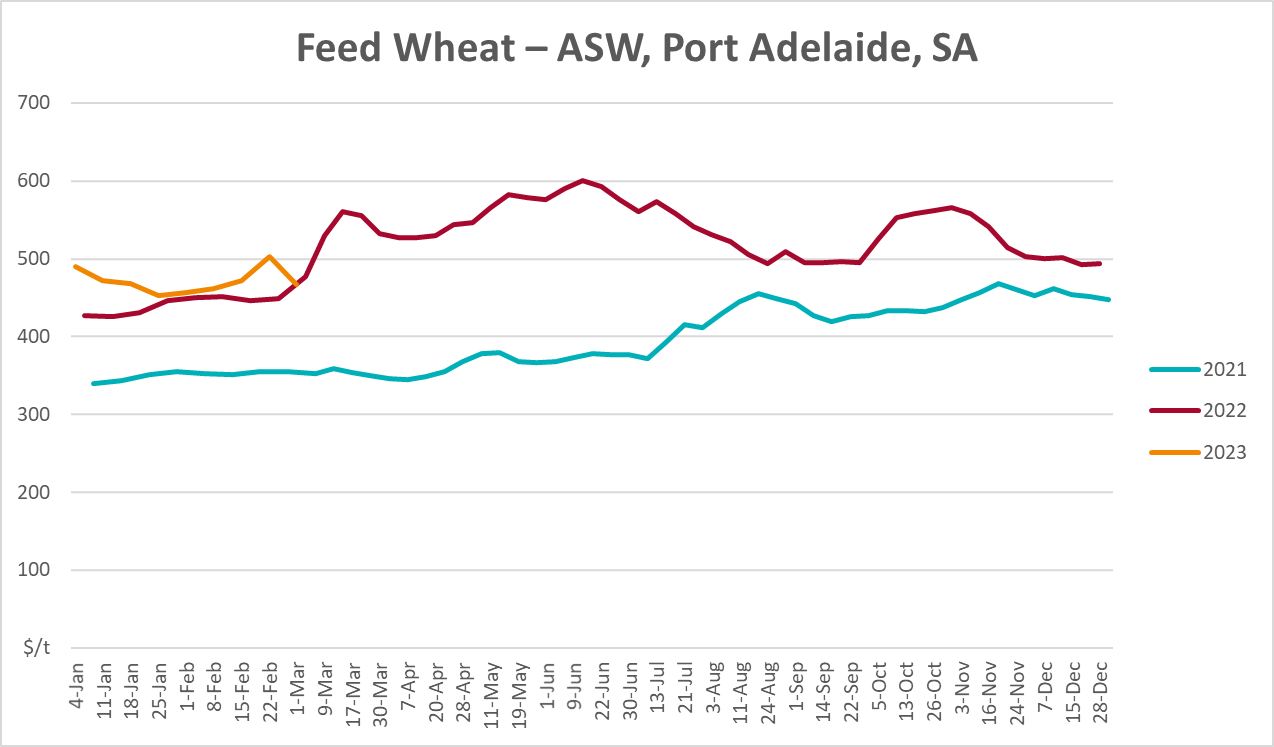 Feed Wheat – ASW, Port Adelaide, SA
700
600
500
400
300
200
100
$/t
4-Jan
11-Jan
18-Jan
25-Jan
1-Feb
8-Feb
15-Feb
22-Feb
1-Mar
9-Mar
17-Mar
30-Mar
7-Apr
20-Apr
28-Apr
11-May
19-May
1-Jun
9-Jun
22-Jun
30-Jun
13-Jul
21-Jul
3-Aug
11-Aug
24-Aug
1-Sep
14-Sep
22-Sep
5-Oct
13-Oct
26-Oct
3-Nov
16-Nov
24-Nov
7-Dec
15-Dec
28-Dec
2021
2022
2023